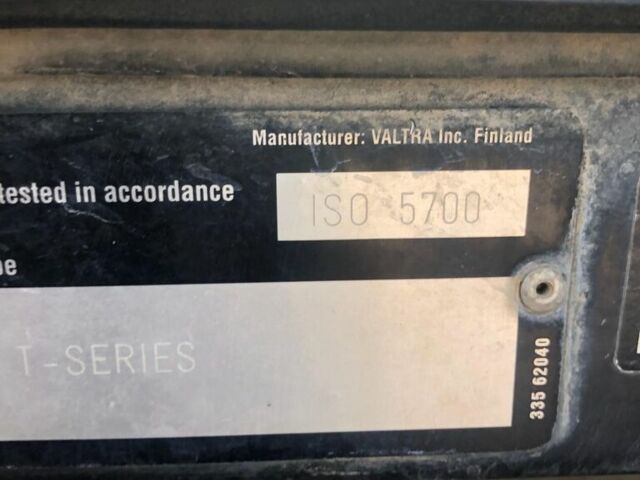 Manufacturer: VALTRA Inc. Finland
tested in accordance
ISO 5700
T-SERIES
335 62040